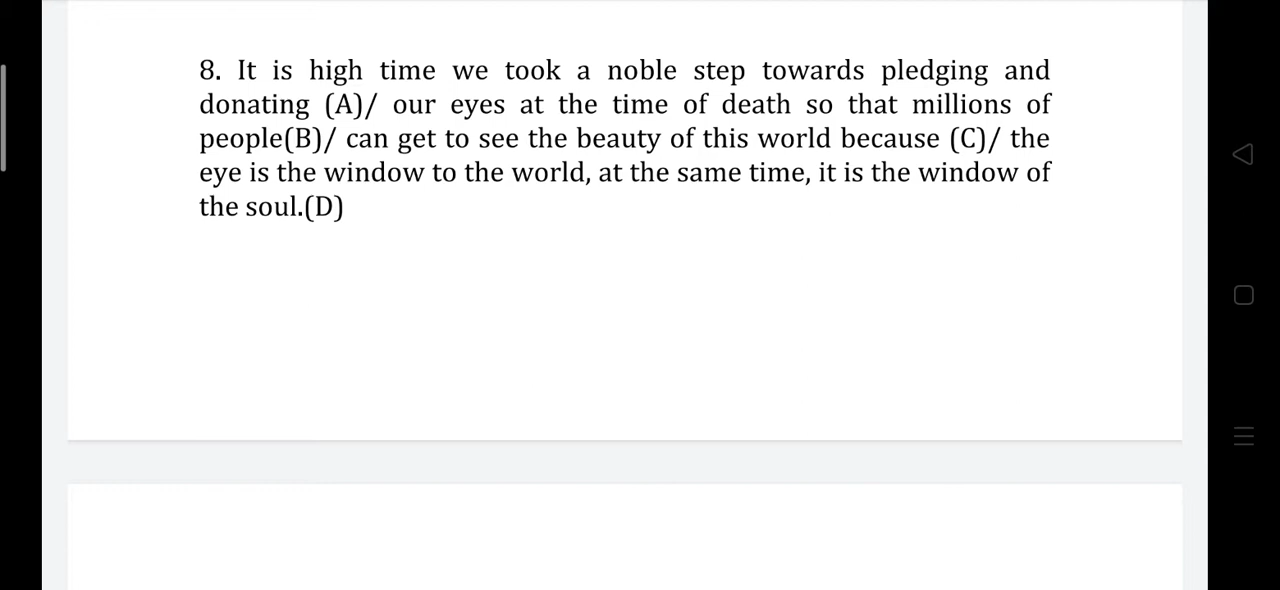 8. It is high time we took a noble step towards pledging and
donating (A)/ our eyes at the time of death so that millions of
people(B)/ can get to see the beauty of this world because (C)/ the
eye is the window to the world, at the same time, it is the window of
the soul.(D)